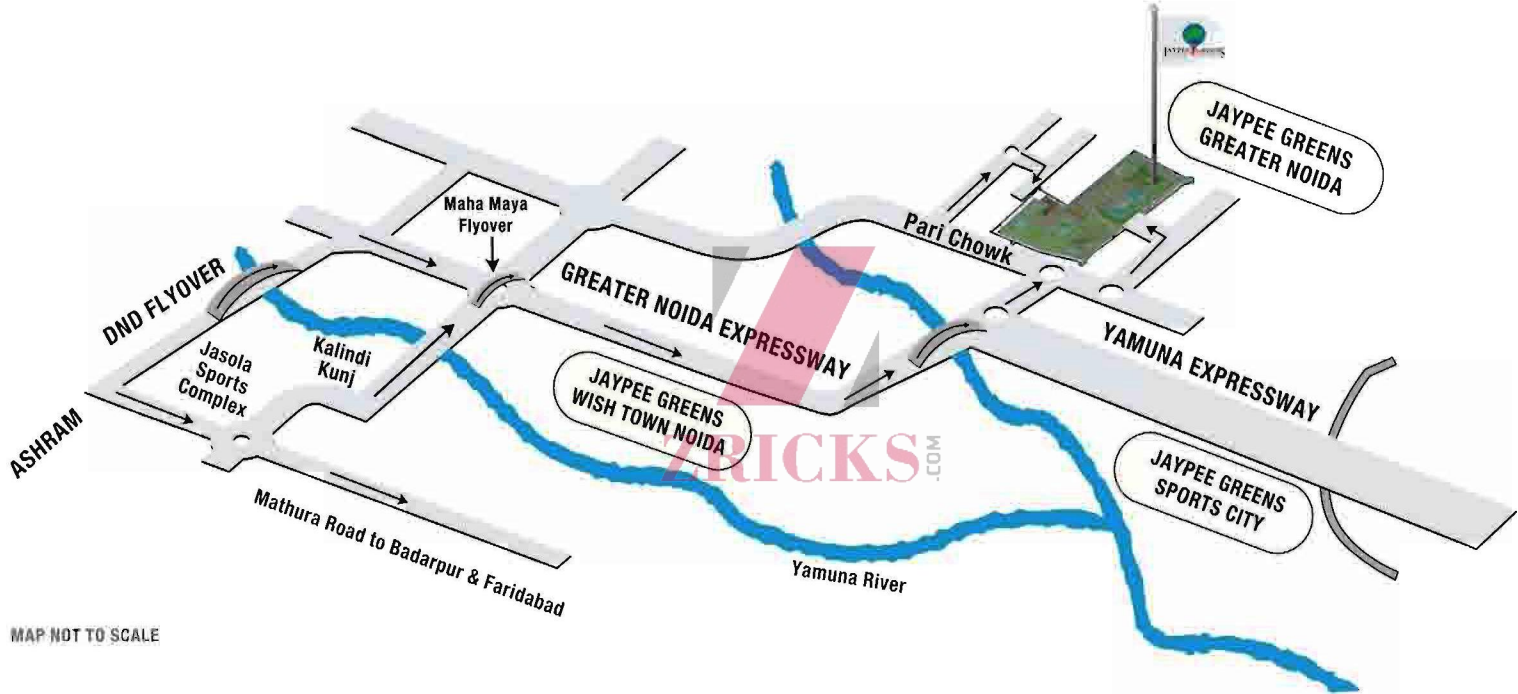 JAYPEE GREENS
GREATER NOIDA
Maha Maya
Flyover
Pari Chowk
DND FLYOVER
GREATER NOIDA EXPRESSWAY
YAMUNA EXPRESSWAY
Jasola
Sports
Complex
Kalindi
Kunj
JAYPEE GREENS
WISH TOWN NOIDA
ASHRAM
ZRICKS
.COM
JAYPEE GREENS
SPORTS CITY
Mathura Road to Badarpur & Faridabad
Yamuna River
MAP NOT TO SCALE